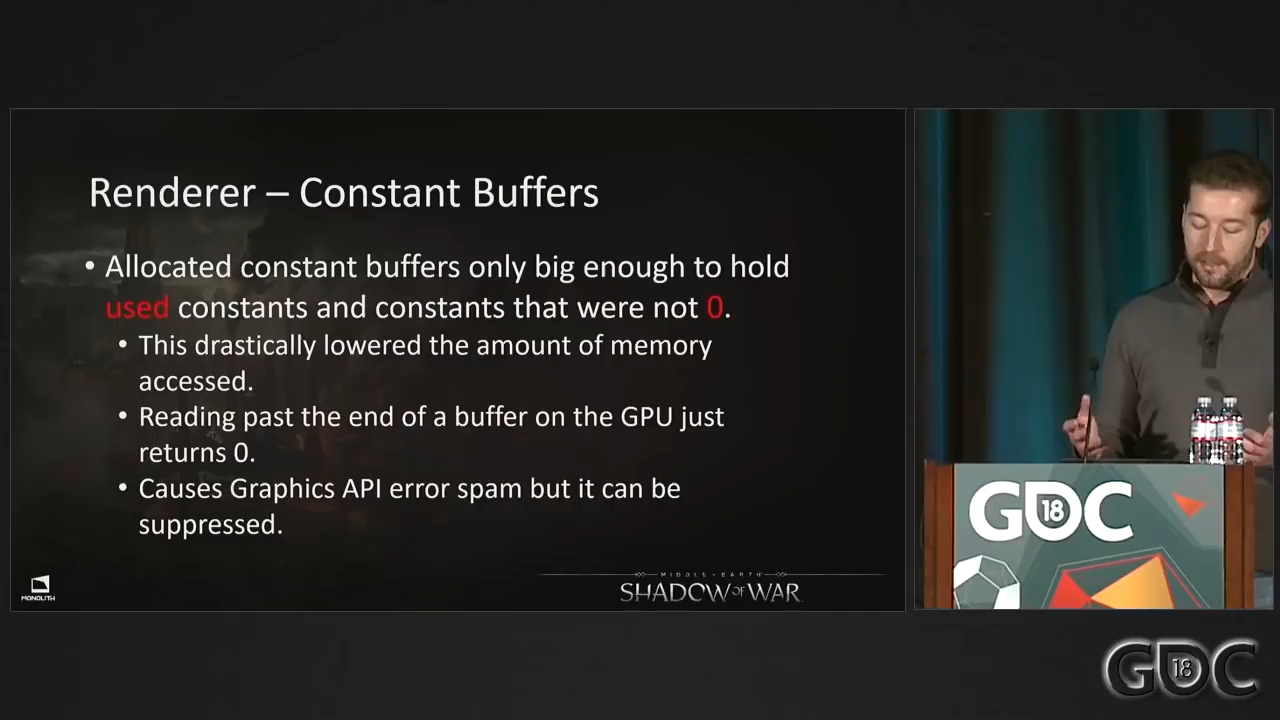 Renderer – Constant Buffers
• Allocated constant buffers only big enough to hold
used constants and constants that were not 0.
• This drastically lowered the amount of memory
accessed.
• Reading past the end of a buffer on the GPU just
returns 0.
• Causes Graphics API error spam but it can be
suppressed.
MONOLITH
MIDDLE-EARTH
SHADOW OF WAR
GDC 18
GDC 18